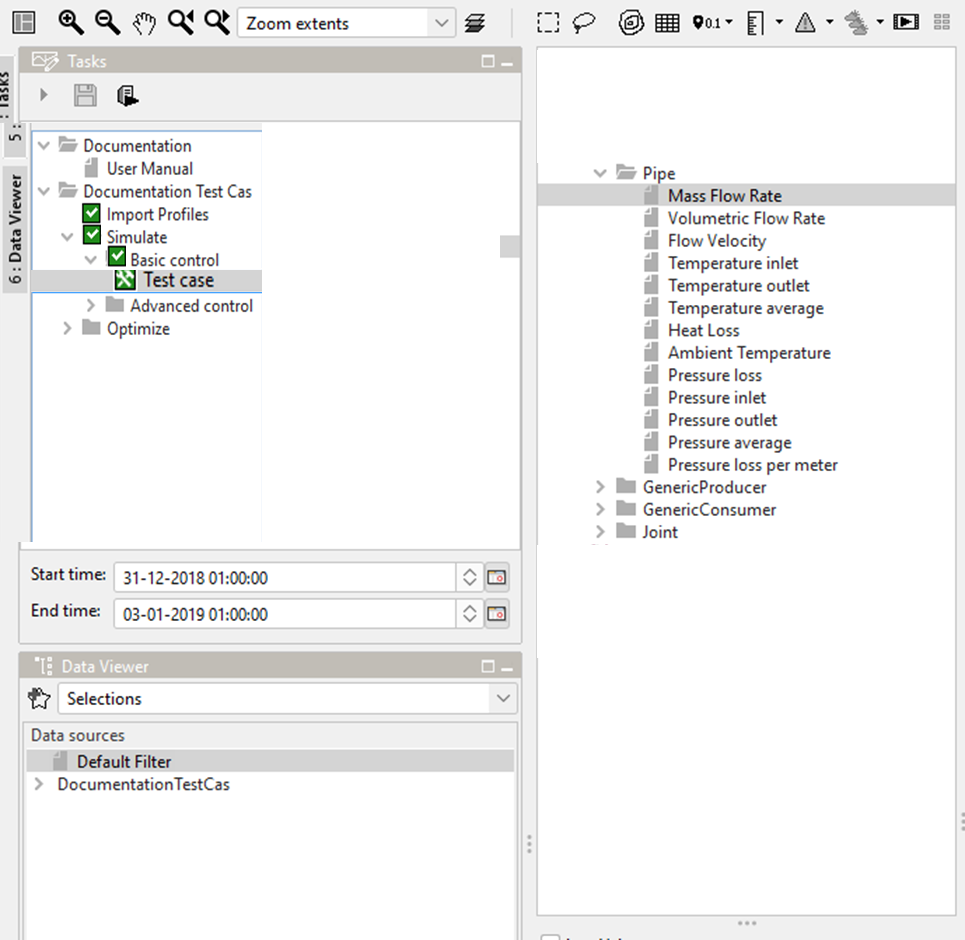 Zoom extents
0.1
Tasks
: Tasks
5 :
6 : Data Viewer
Documentation
User Manual
Documentation Test Cas
Import Profiles
Simulate
Basic control
Test case
Advanced control
Optimize
Start time:
31-12-2018 01:00:00
End time:
03-01-2019 01:00:00
Data Viewer
Selections
Data sources
Default Filter
DocumentationTestCas
Pipe
Mass Flow Rate
Volumetric Flow Rate
Flow Velocity
Temperature inlet
Temperature outlet
Temperature average
Heat Loss
Ambient Temperature
Pressure loss
Pressure inlet
Pressure outlet
Pressure average
Pressure loss per meter
GenericProducer
GenericConsumer
Joint